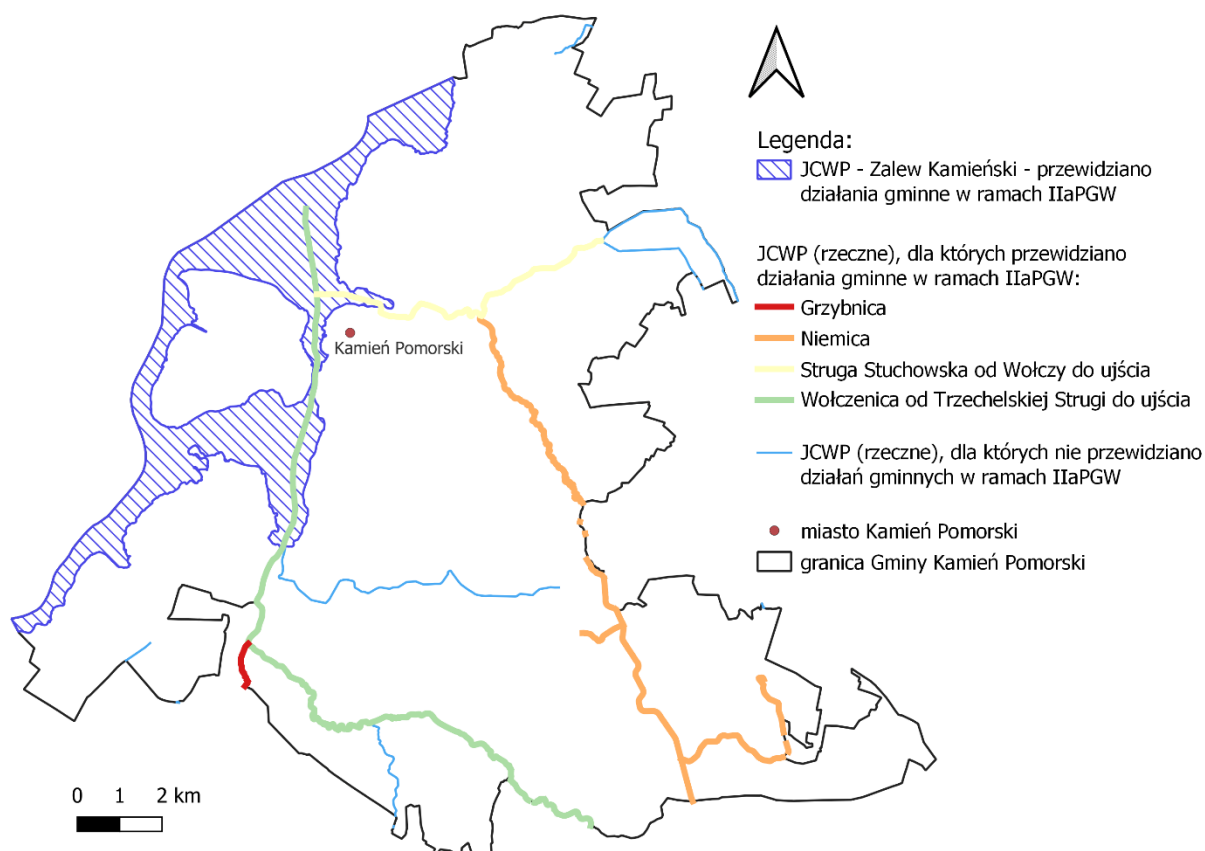 Legenda:
JCWP - Zalew Kamieński - przewidziano
działania gminne w ramach IIaPGW
JCWP (rzeczne), dla których przewidziano
działania gminne w ramach IIaPGW:
Grzybnica
Niemica
Struga Stuchowska od Wołczy do ujścia
Wołczenica od Trzechelskiej Strugi do ujścia
JCWP (rzeczne), dla których nie przewidziano
działań gminnych w ramach IIaPGW
miasto Kamień Pomorski
granica Gminy Kamień Pomorski
Kamień Pomorski
0 1 2 km